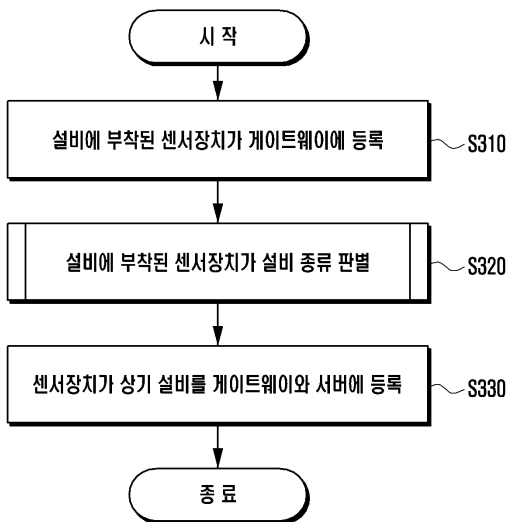 시 작
설비에 부착된 센서장치가 게이트웨이에 등록
S310
설비에 부착된 센서장치가 설비 종류 판별
S320
센서장치가 상기 설비를 게이트웨이와 서버에 등록
S330
종 료